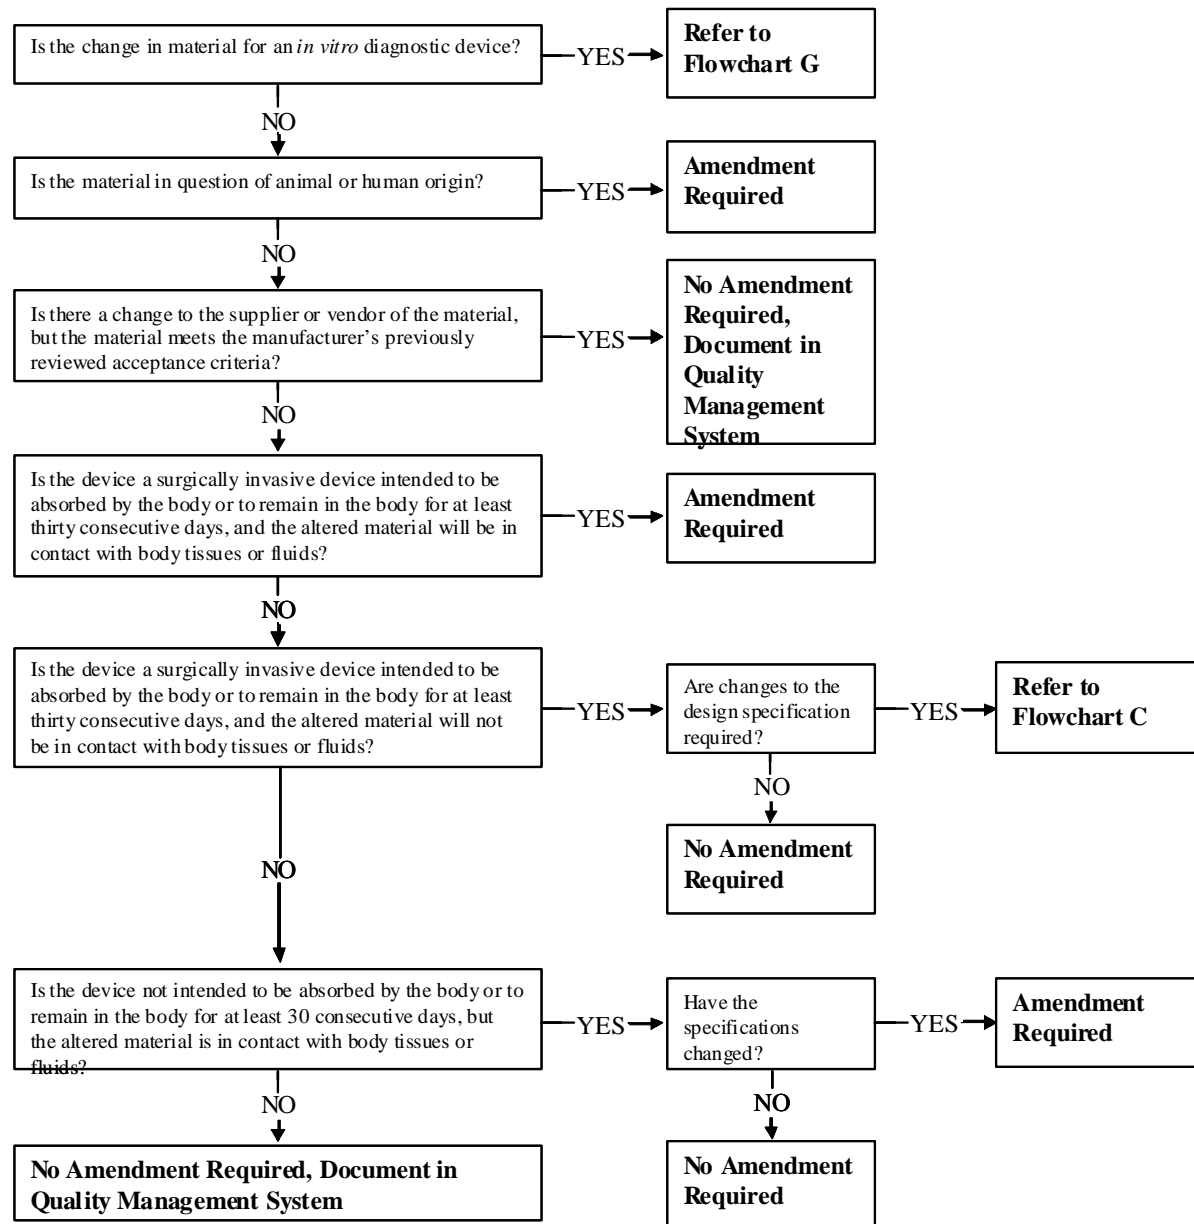 Is the change in material for an in vitro diagnostic device?
YES
Refer to
Flowchart G
NO
Is the material in question of animal or human origin?
YES
Amendment
Required
NO
Is there a change to the supplier or vendor of the material,
but the material meets the manufacturer's previously
reviewed acceptance criteria?
YES
No Amendment
Required,
Document in
Quality
Management
System
NO
Is the device a surgically invasive device intended to be
absorbed by the body or to remain in the body for at least
thirty consecutive days, and the altered material will be in
contact with body tissues or fluids?
YES
Amendment
Required
NO
Is the device a surgically invasive device intended to be
absorbed by the body or to remain in the body for at least
thirty consecutive days, and the altered material will not
be in contact with body tissues or fluids?
YES
Are changes to the
design specification
required?
YES
Refer to
Flowchart C
NO
No Amendment
Required
NO
Is the device not intended to be absorbed by the body or to
remain in the body for at least 30 consecutive days, but
the altered material is in contact with body tissues or
fluids?
YES
Have the
specifications
changed?
YES
Amendment
Required
NO
No Amendment
Required
NO
No Amendment Required, Document in
Quality Management System